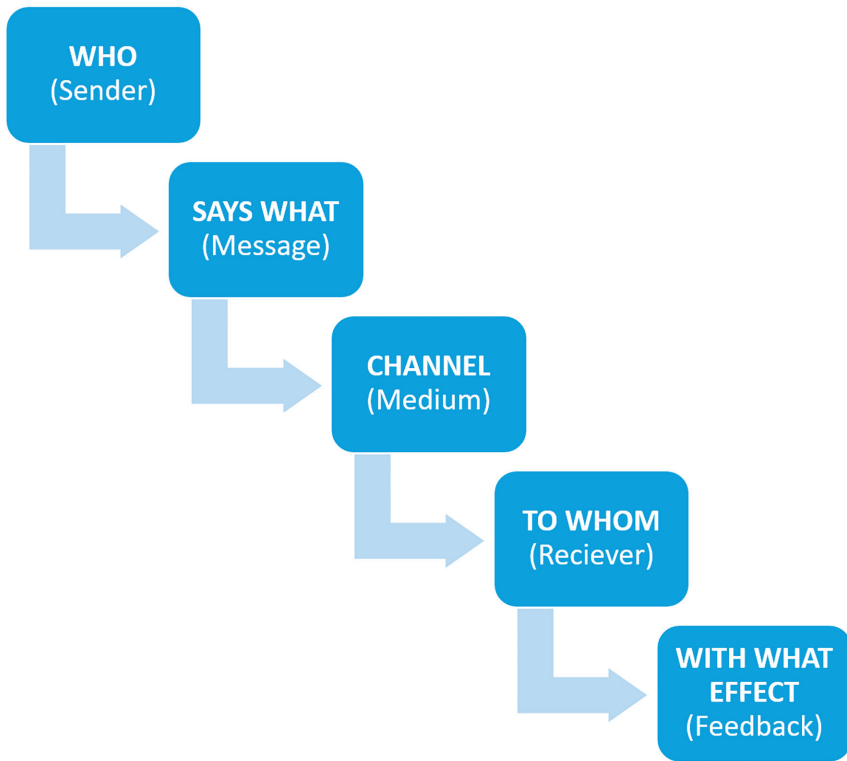 WHO
(Sender)
SAYS WHAT
(Message)
CHANNEL
(Medium)
TO WHOM
(Reciever)
WITH WHAT
EFFECT
(Feedback)